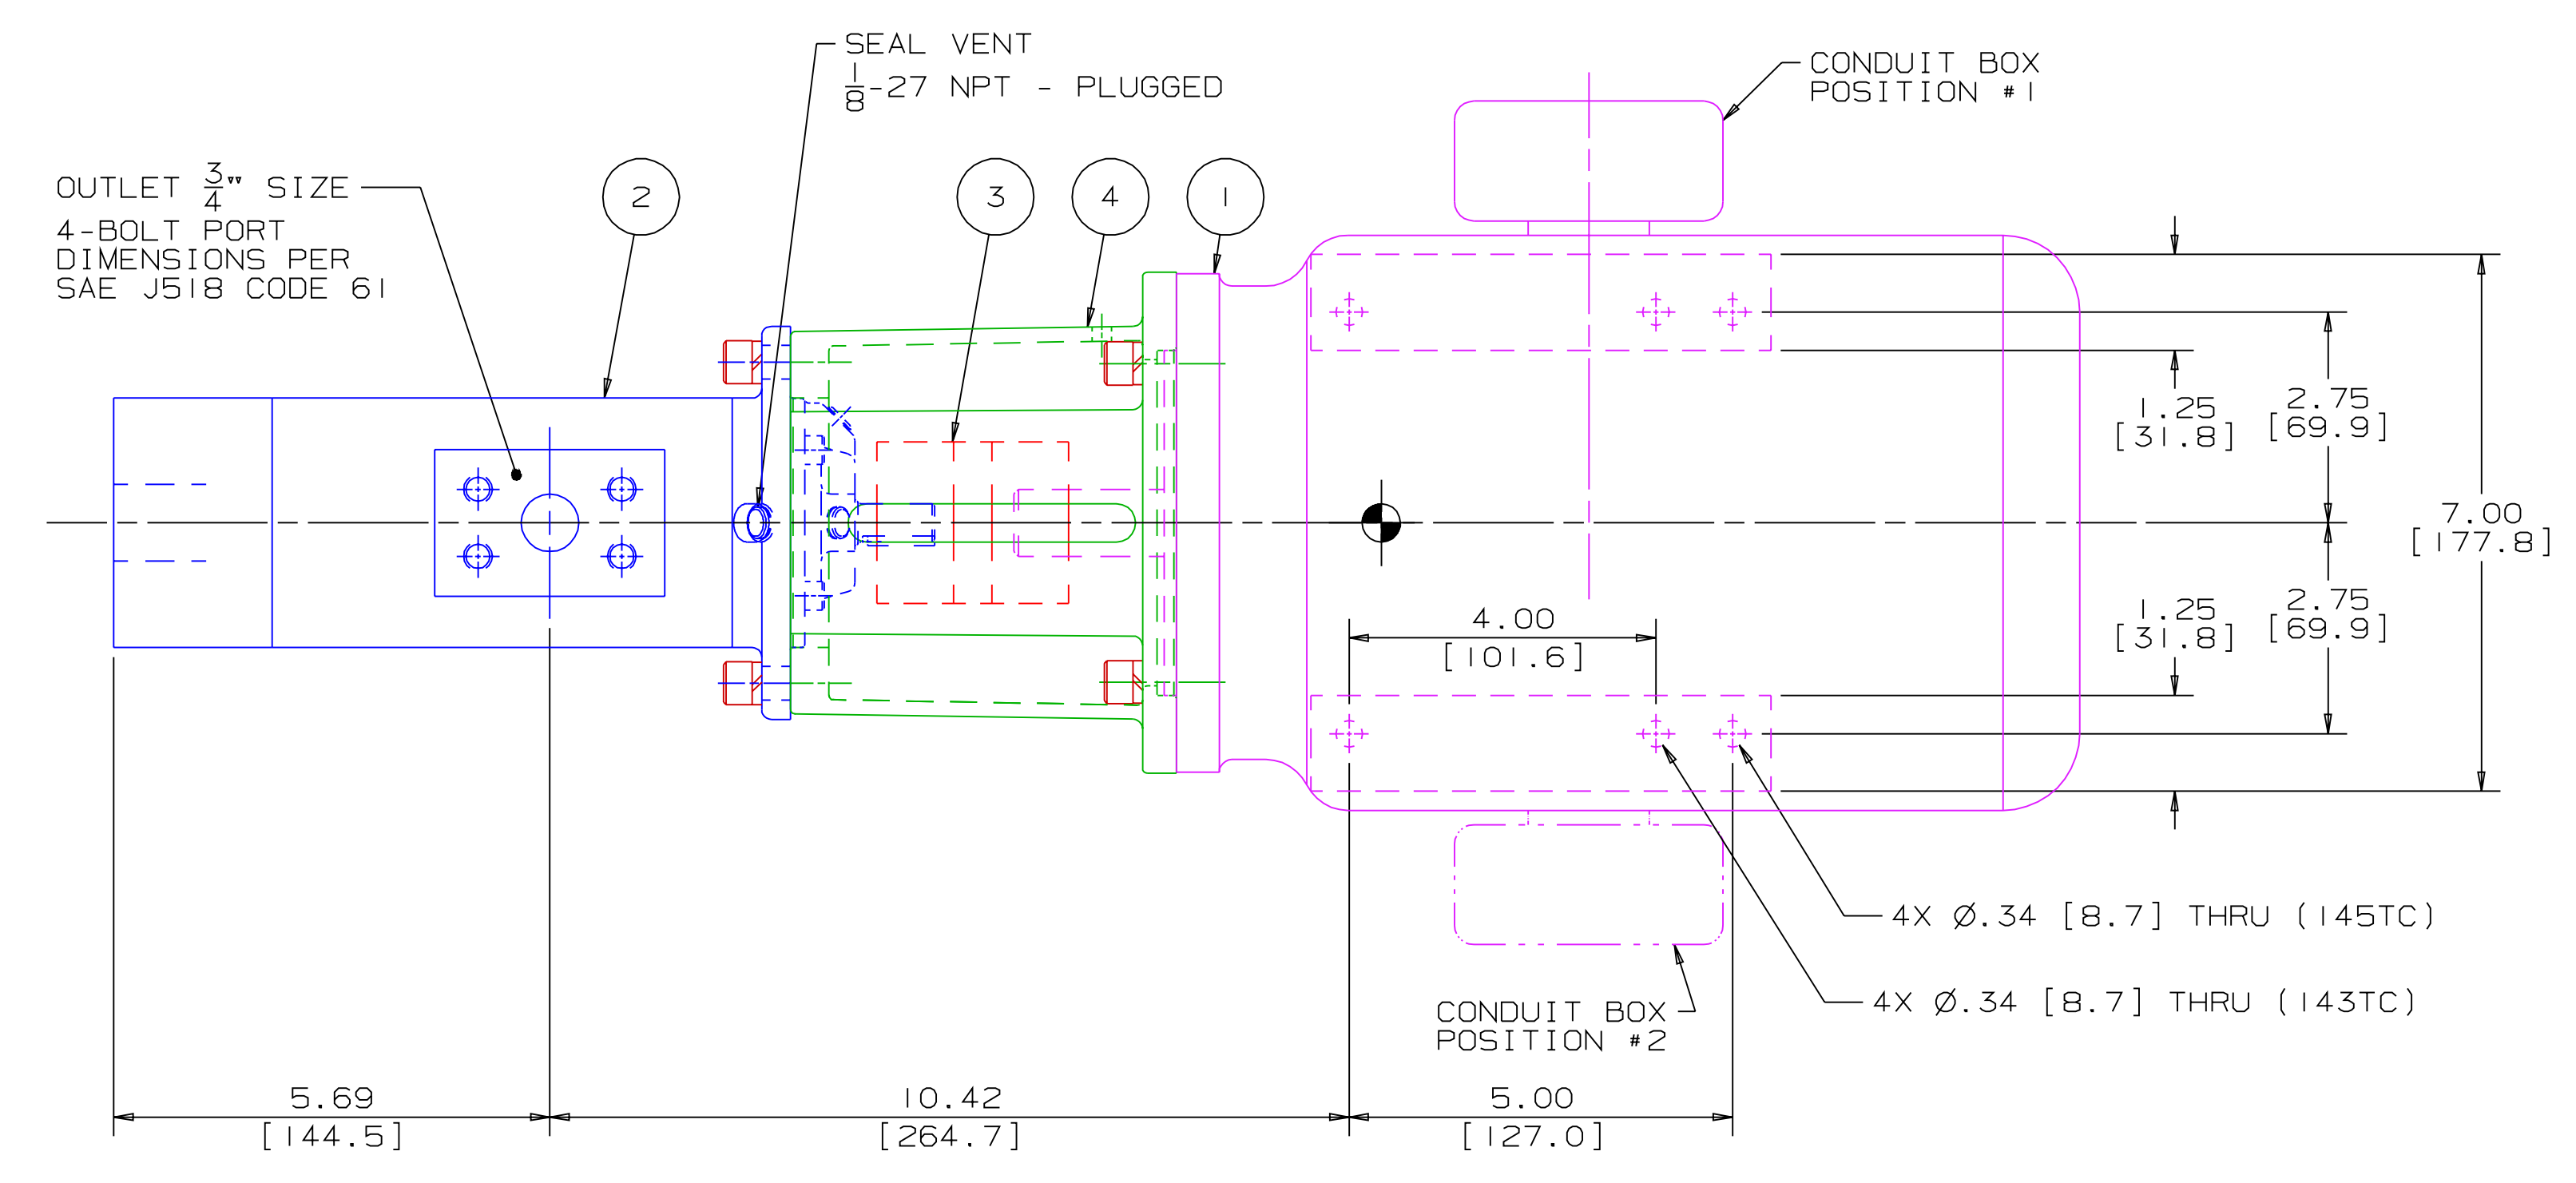 SEAL VENT
1/8-27 NPT - PLUGGED
CONDUIT BOX
POSITION #1
OUTLET 3/4" SIZE
4-BOLT PORT
DIMENSIONS PER
SAE J518 CODE 61
2
3
4
1
1.25
[31.8]
2.75
[69.9]
7.00
[177.8]
1.25
[31.8]
2.75
[69.9]
4.00
[101.6]
4X Ø.34 [8.7] THRU (145TC)
4X Ø.34 [8.7] THRU (143TC)
CONDUIT BOX
POSITION #2
5.69
[144.5]
10.42
[264.7]
5.00
[127.0]